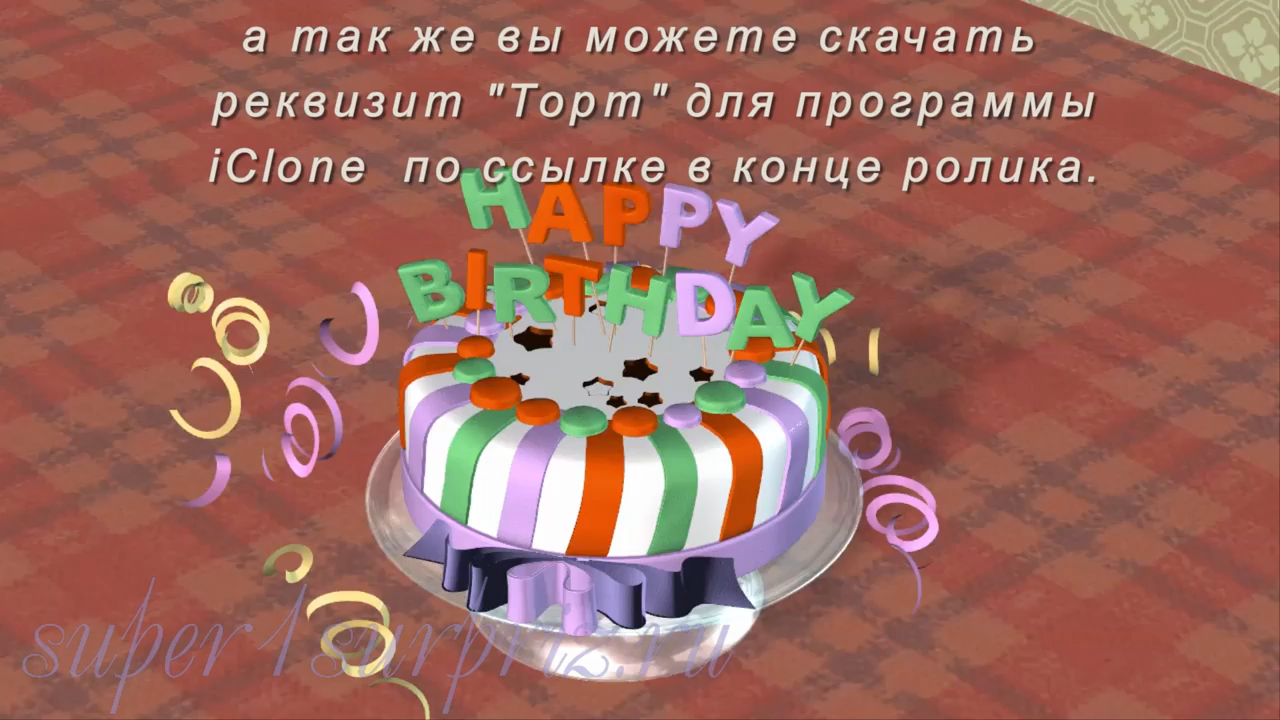 а так же вы можете скачать
реквизит "Торт" для программы
iClone по ссылке в конце ролика.
HAPPY
BIRTHDAY
super1surpriz.ru